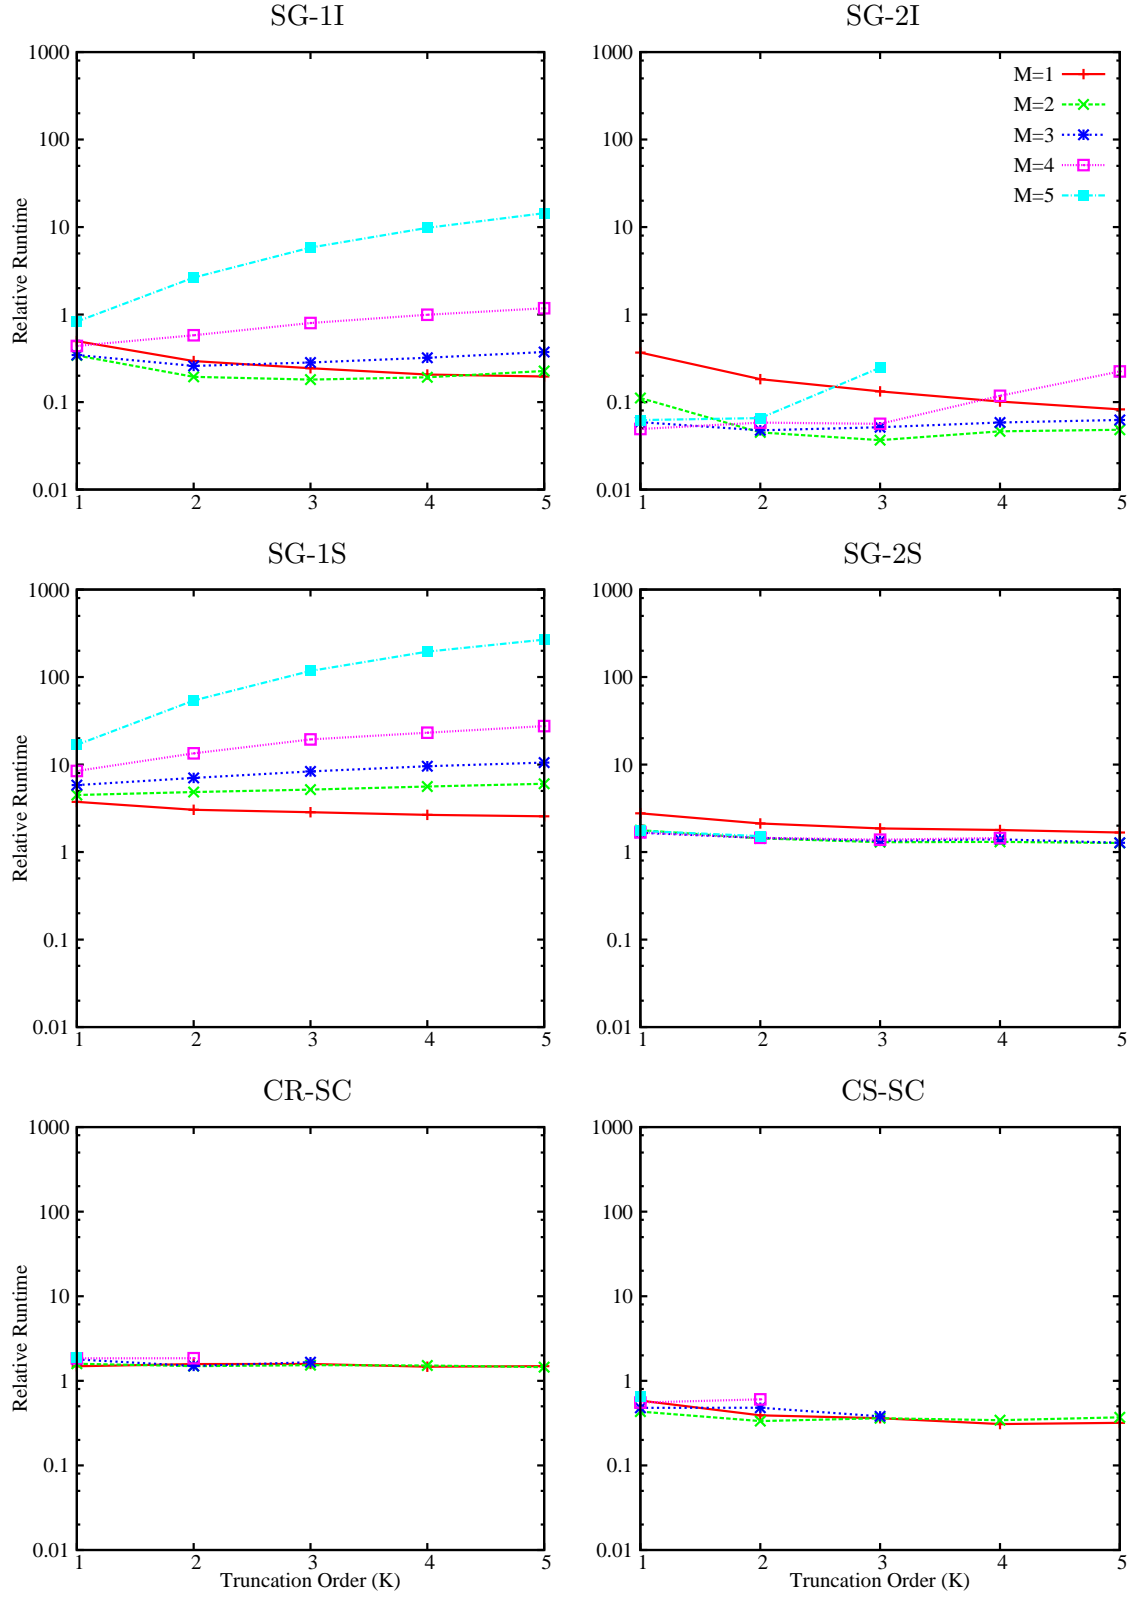 SG-1I
1000
100
10
1
0.1
0.01
Relative Runtime
1 2 3 4 5
SG-2I
1000
100
10
1
0.1
0.01
M=1
M=2
M=3
M=4
M=5
1 2 3 4 5
SG-1S
1000
100
10
1
0.1
0.01
Relative Runtime
1 2 3 4 5
SG-2S
1000
100
10
1
0.1
0.01
1 2 3 4 5
CR-SC
1000
100
10
1
0.1
0.01
Relative Runtime
1 2 3 4 5
Truncation Order (K)
CS-SC
1000
100
10
1
0.1
0.01
1 2 3 4 5
Truncation Order (K)